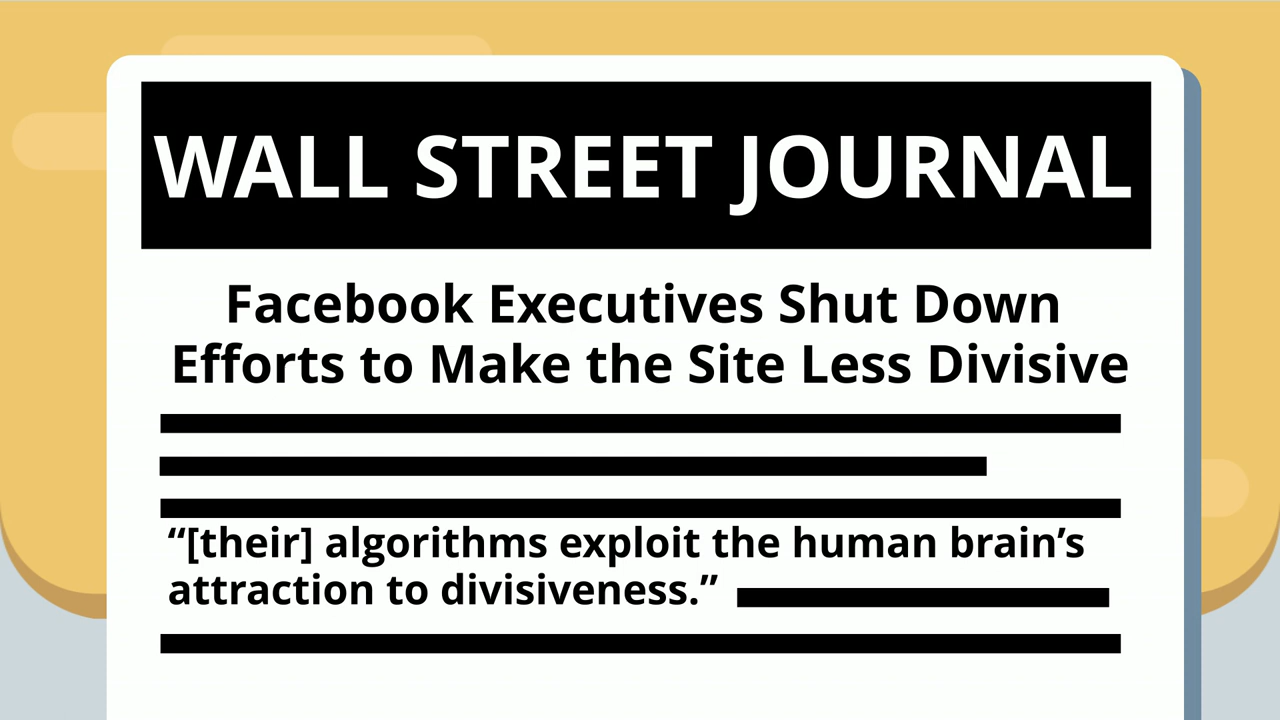 WALL STREET JOURNAL
Facebook Executives Shut Down
Efforts to Make the Site Less Divisive
“[their] algorithms exploit the human brain’s
attraction to divisiveness.”